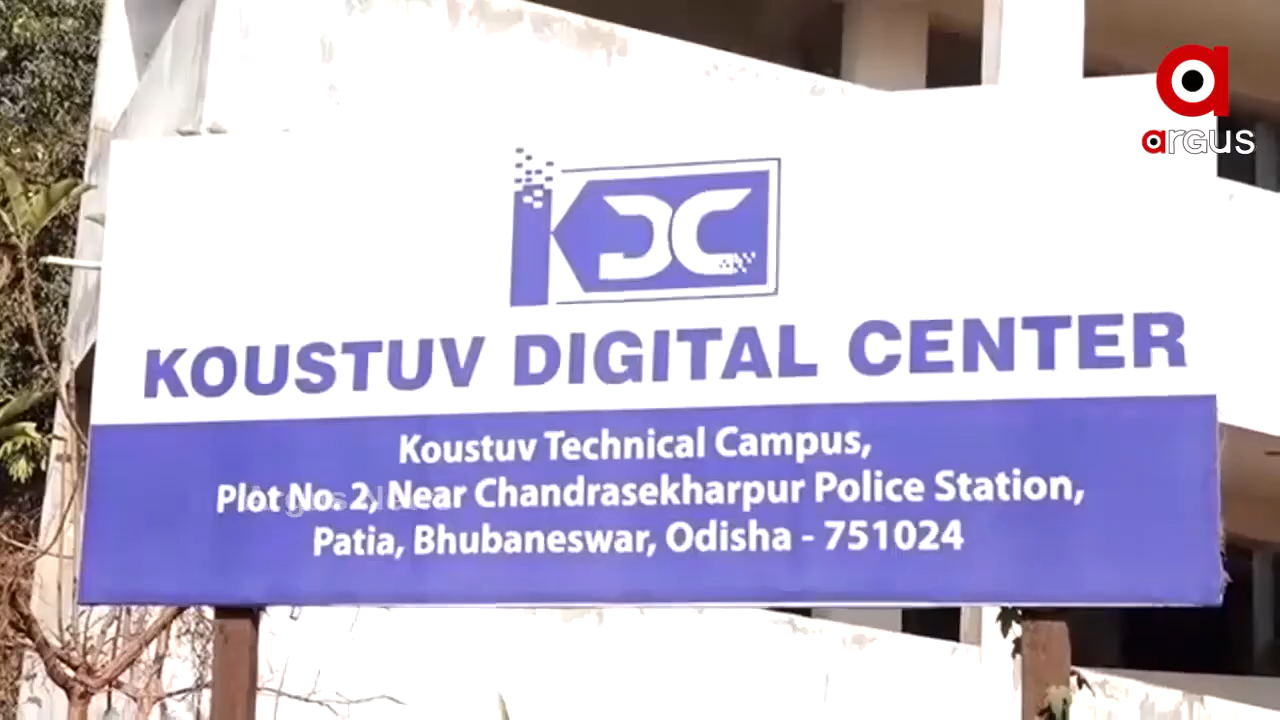 argus
KDC
KOUSTUV DIGITAL CENTER
Koustuv Technical Campus,
Plot No. 2, Near Chandrasekharpur Police Station,
Patia, Bhubaneswar, Odisha - 751024